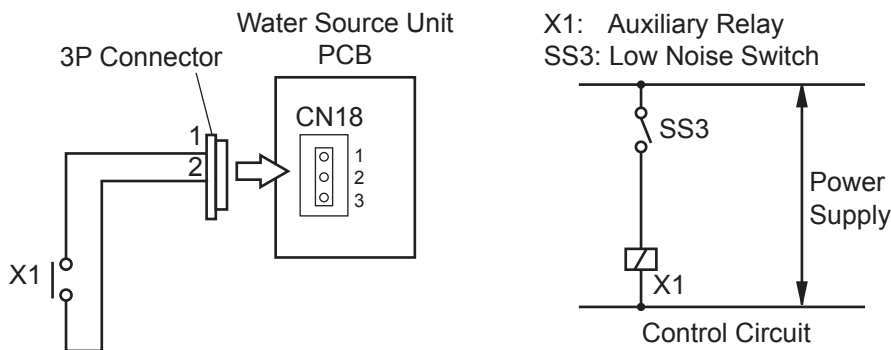 Water Source Unit
PCB
3P Connector
CN18
1
2
1
2
3
X1
X1: Auxiliary Relay
SS3: Low Noise Switch
SS3
Power
Supply
X1
Control Circuit